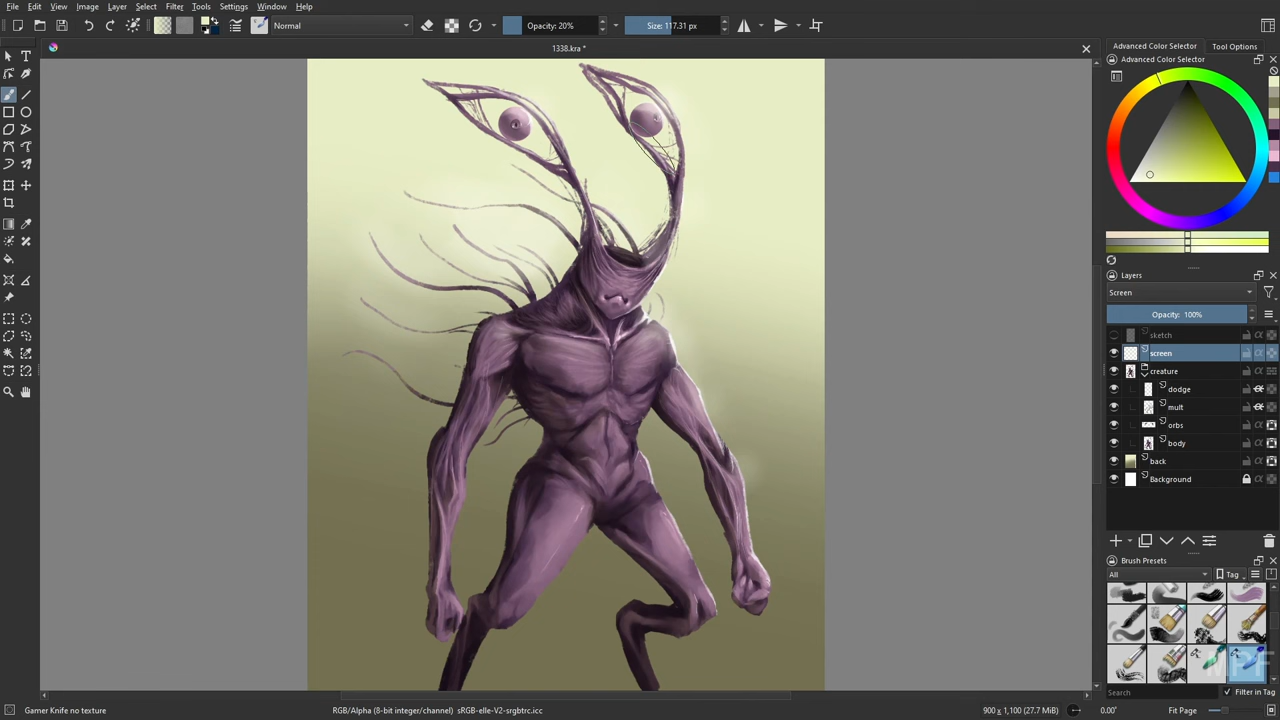 File Edit View Image Layer Select Filter Tools Settings Window Help
Normal
Opacity: 20%
Size: 117.31 px
1338.kra *
Advanced Color Selector Tool Options
Advanced Color Selector
Layers
Screen
Opacity: 100%
sketch
screen
creature
dodge
mult
orbs
body
back
Background
Brush Presets
All
Tag
MPF
Search
Filter in Tag
Gamer Knife no texture
RGB/Alpha (8-bit integer/channel) sRGB-elle-V2-srgbtrc.icc
900 x 1,100 (27.7 MiB)
0.00°
Fit Page